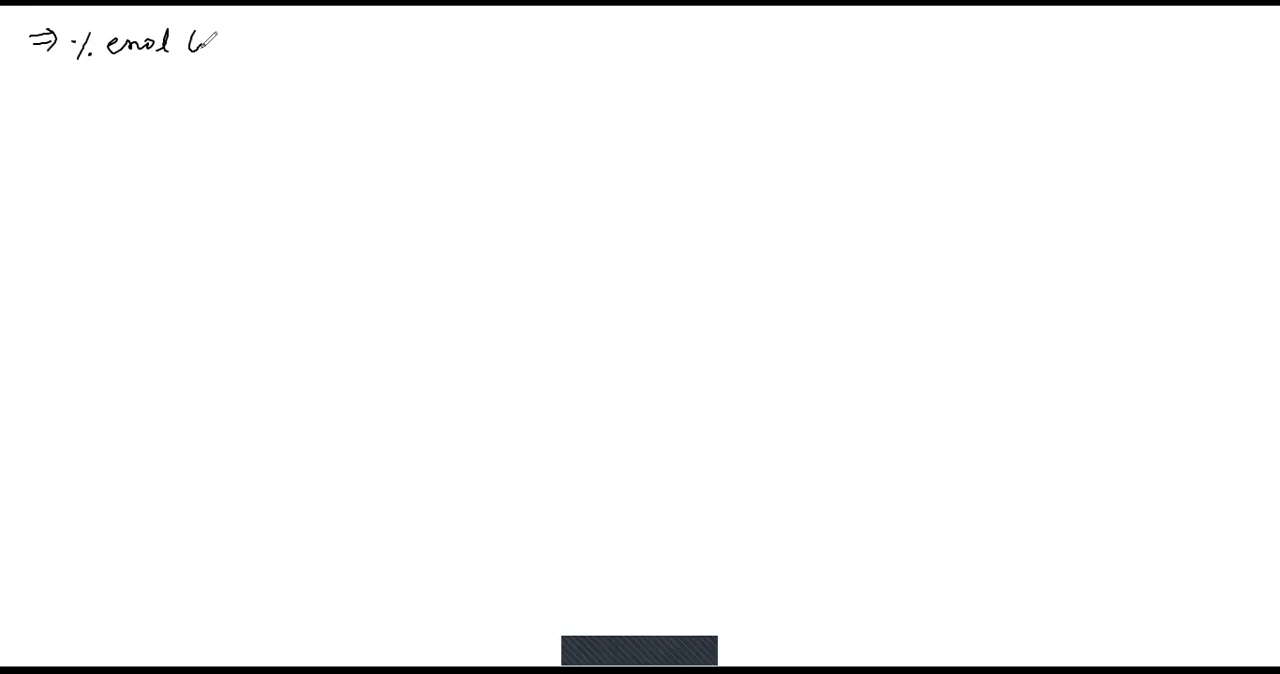 ⇒ % enol